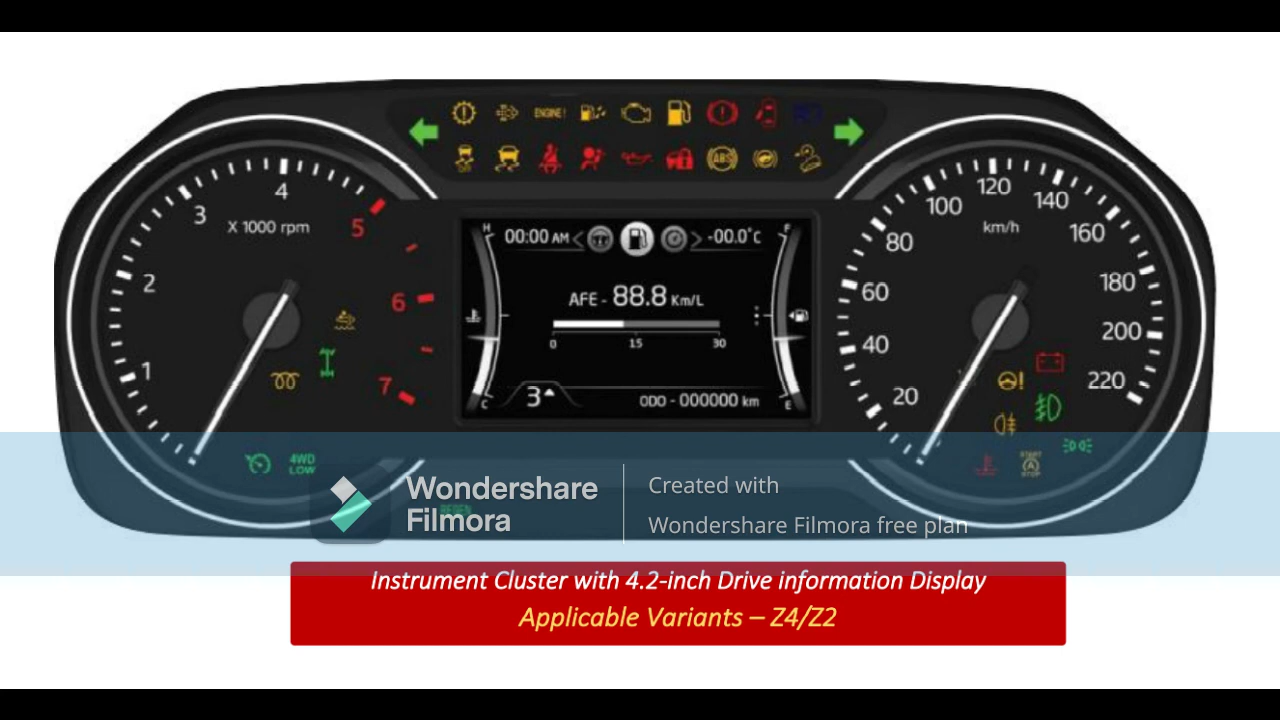 ENGINE!
OFF
ABS
4
3
5
X 1000 rpm
2
6
1
7
4WD
LOW
H
00:00 AM
-00.0°C
F
AFE - 88.8 Km/L
0 15 30
3
C
ODO - 000000 km
E
120
100
140
km/h
80
160
60
180
200
40
220
20
START
A
STOP
Wondershare
Filmora
Created with
Wondershare Filmora free plan
REGEN
Instrument Cluster with 4.2-inch Drive information Display
Applicable Variants – Z4/Z2